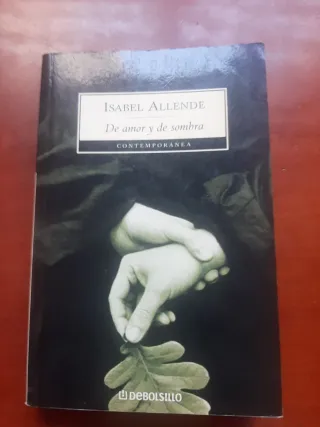 ISABEL ALLENDE
De amor y de sombra
CONTEMPORÁNEA
DEBOLSILLO